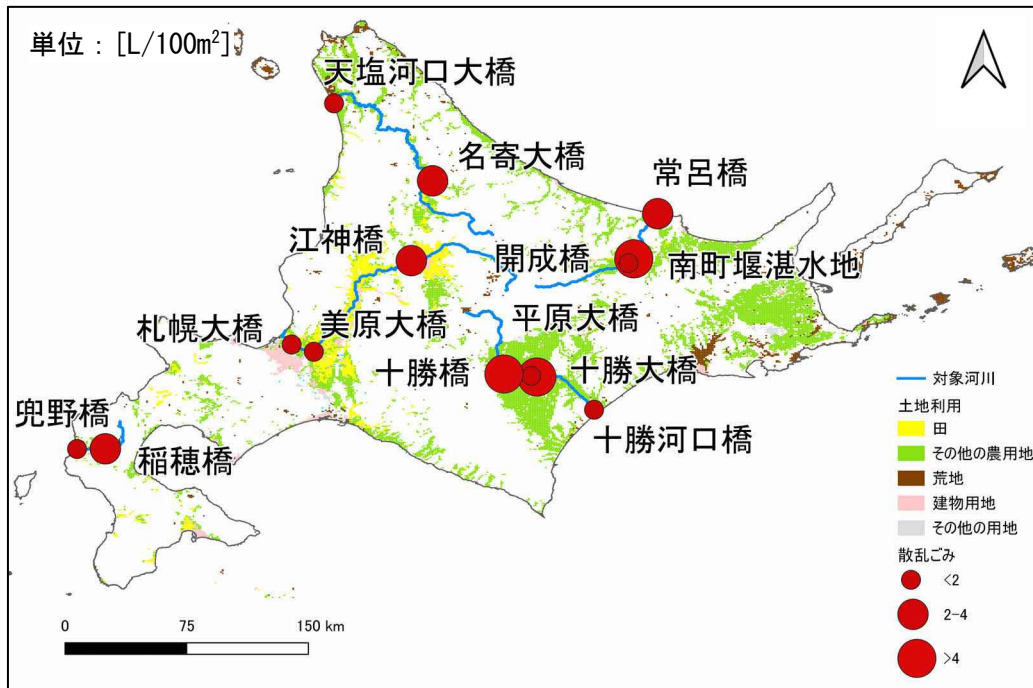 単位：[L/100m²]
天塩河口大橋
名寄大橋
常呂橋
江神橋
開成橋
南町堰湛水地
札幌大橋
美原大橋
平原大橋
十勝橋
十勝大橋
兜野橋
稲穂橋
十勝河口橋
対象河川
土地利用
田
その他の農用地
荒地
建物用地
その他の用地
散乱ごみ
<2
2-4
>4
0 75 150 km